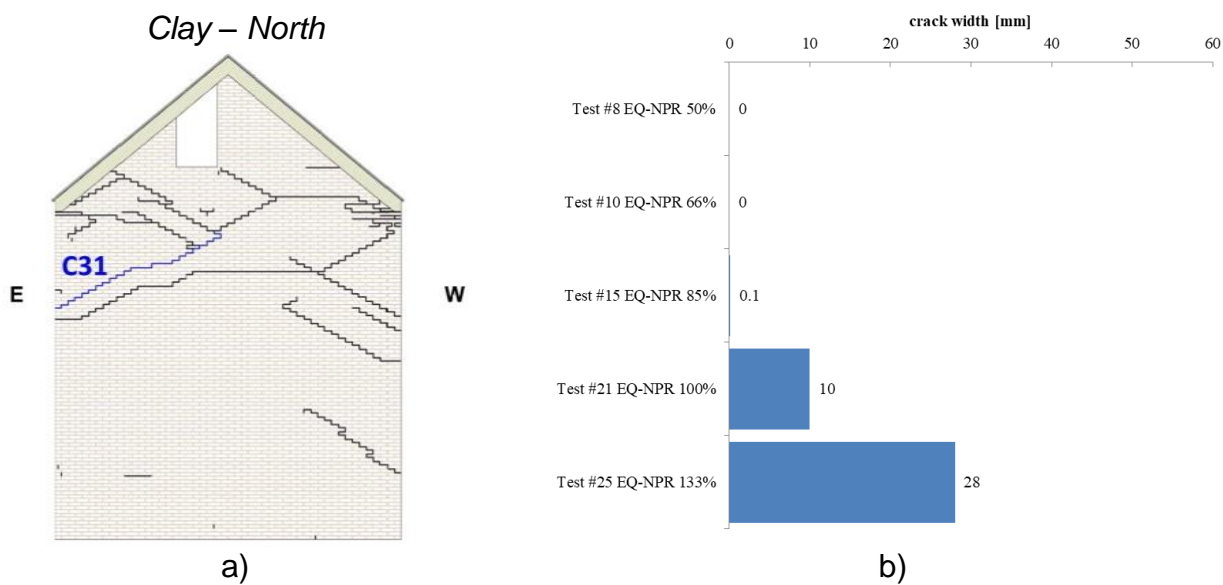 Clay – North
C31
E
W
a)
crack width [mm]
0 10 20 30 40 50 60
Test #8 EQ-NPR 50% 0
Test #10 EQ-NPR 66% 0
Test #15 EQ-NPR 85% 0.1
Test #21 EQ-NPR 100% 10
Test #25 EQ-NPR 133% 28
b)